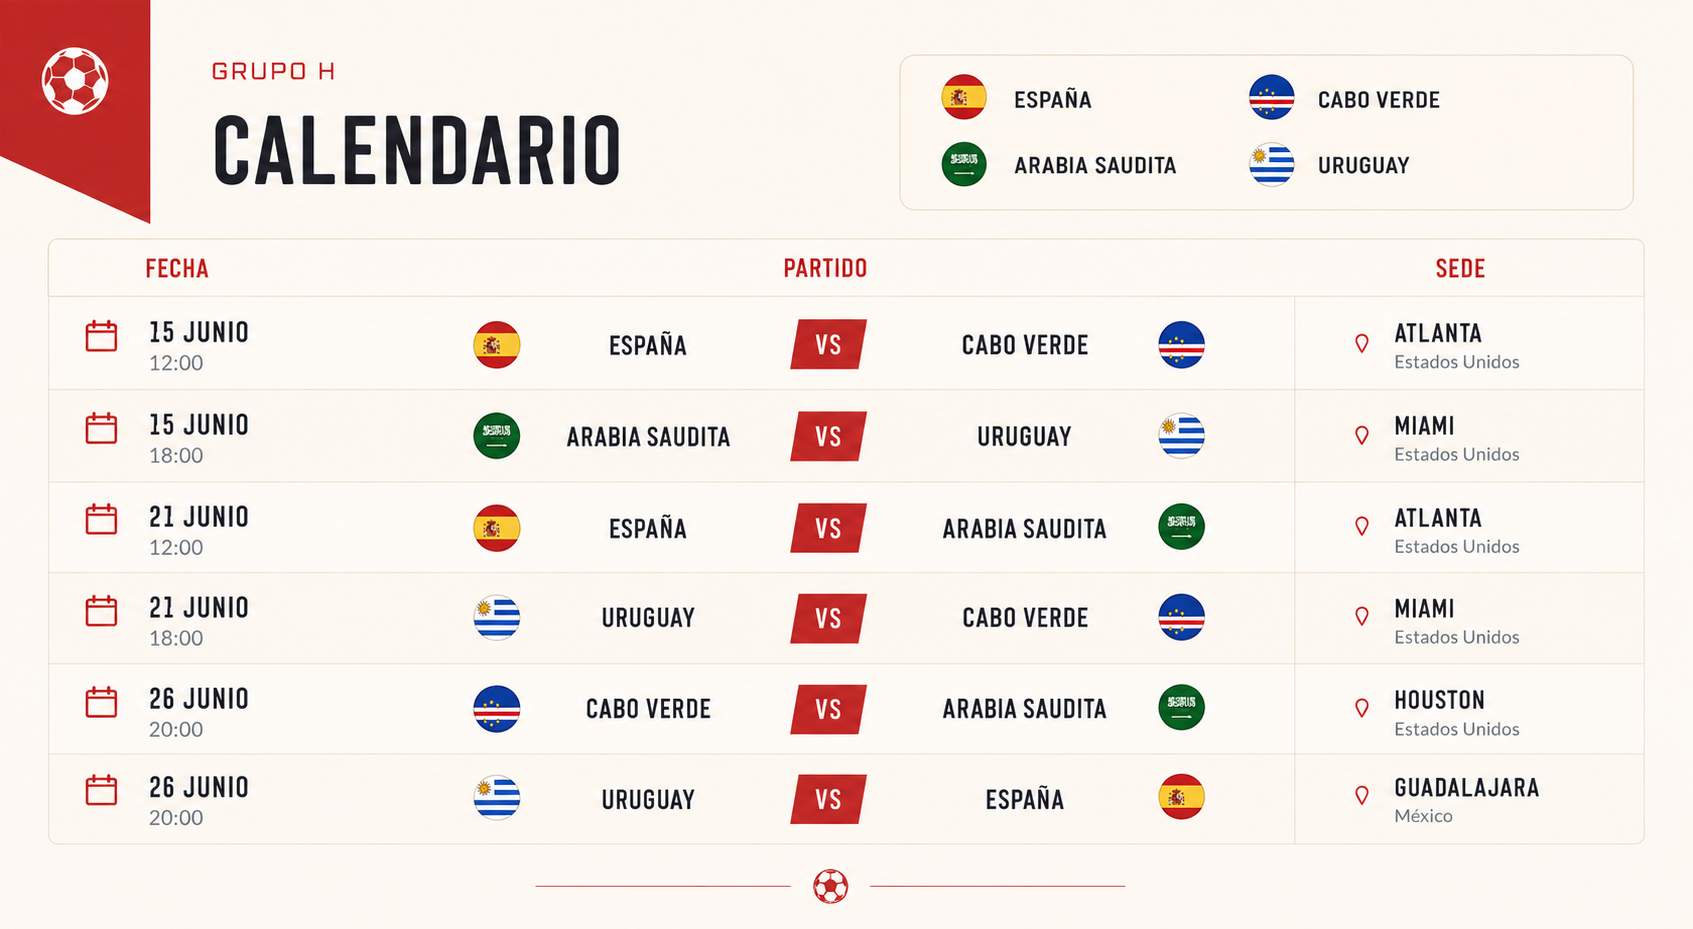 GRUPO H
CALENDARIO
ESPAÑA
CABO VERDE
ARABIA SAUDITA
URUGUAY
FECHA
PARTIDO
SEDE
15 JUNIO
12:00
ESPAÑA
VS
CABO VERDE
ATLANTA
Estados Unidos
15 JUNIO
18:00
ARABIA SAUDITA
VS
URUGUAY
MIAMI
Estados Unidos
21 JUNIO
12:00
ESPAÑA
VS
ARABIA SAUDITA
ATLANTA
Estados Unidos
21 JUNIO
18:00
URUGUAY
VS
CABO VERDE
MIAMI
Estados Unidos
26 JUNIO
20:00
CABO VERDE
VS
ARABIA SAUDITA
HOUSTON
Estados Unidos
26 JUNIO
20:00
URUGUAY
VS
ESPAÑA
GUADALAJARA
México